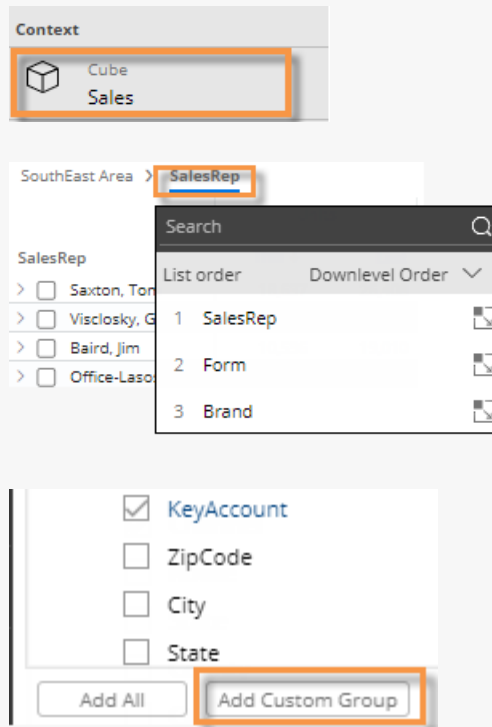 Context
Cube
Sales
SouthEast Area > SalesRep
Search
SalesRep
List order Downlevel Order
Saxton, Ton
1 SalesRep
Visclosky, G
Baird, Jim
2 Form
Office-Laso
3 Brand
KeyAccount
ZipCode
City
State
Add All Add Custom Group